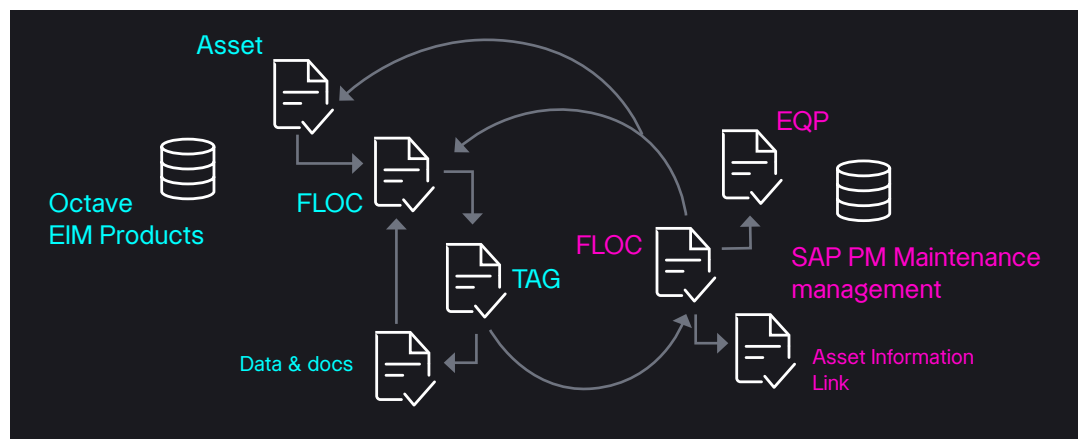 Asset
EQP
Octave
EIM Products
FLOC
FLOC
TAG
SAP PM Maintenance
management
Data & docs
Asset Information
Link